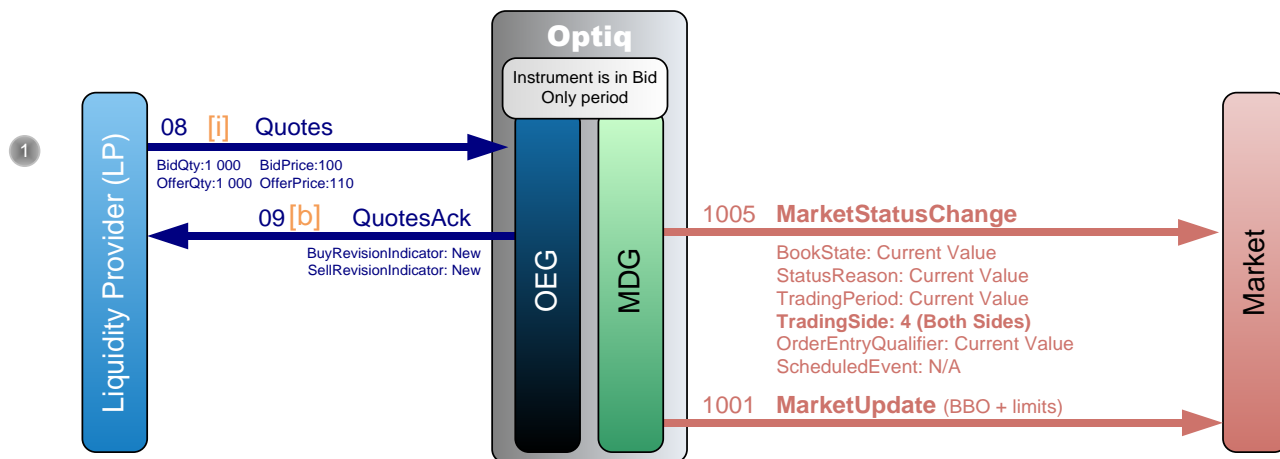 Optiq
Instrument is in Bid
Only period
1
Liquidity Provider (LP)
08 [i] Quotes
BidQty:1 000 BidPrice:100
OfferQty:1 000 OfferPrice:110
09 [b] QuotesAck
BuyRevisionIndicator: New
SellRevisionIndicator: New
OEG
MDG
1005 MarketStatusChange
BookState: Current Value
StatusReason: Current Value
TradingPeriod: Current Value
TradingSide: 4 (Both Sides)
OrderEntryQualifier: Current Value
ScheduledEvent: N/A
1001 MarketUpdate (BBO + limits)
Market